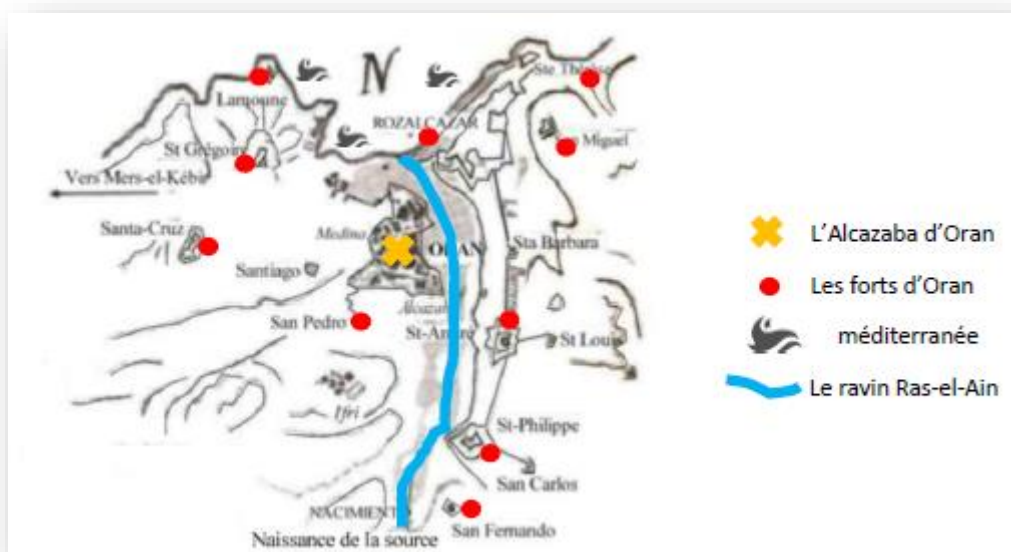 N
Ste Thérèse
Lamoune
ROZALCAZAR
St Grégoire
Miguel
Vers Mers-el-Kébir
Santa-Cruz
Medina
ORAN
Sta Barbara
L'Alcazaba d'Oran
Santiago
Les forts d'Oran
Alcazar
San Pedro
St-André
St Louis
méditerranée
Ifri
Le ravin Ras-el-Ain
St-Philippe
San Carlos
NACIMIENTO
San Fernando
Naissance de la source